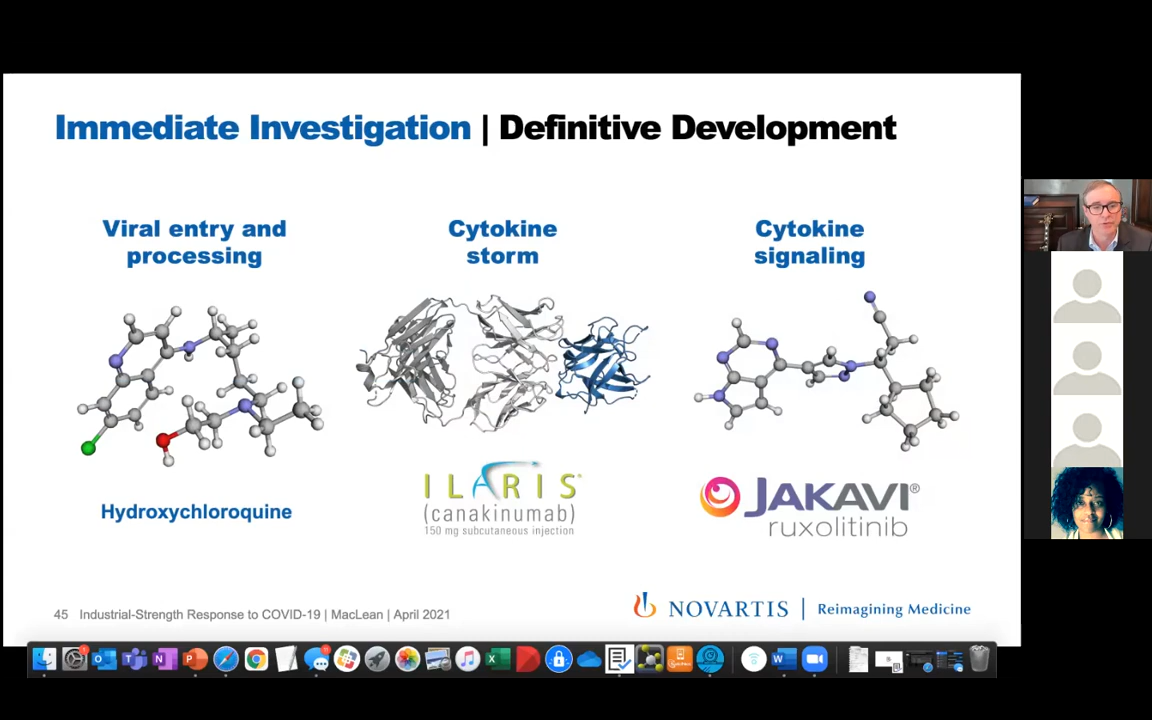 Immediate Investigation | Definitive Development
Viral entry and
processing
Cytokine
storm
Cytokine
signaling
Hydroxychloroquine
ILARIS®
(canakinumab)
150 mg subcutaneous injection
JAKAVI®
ruxolitinib
45 Industrial-Strength Response to COVID-19 | MacLean | April 2021
NOVARTIS | Reimagining Medicine